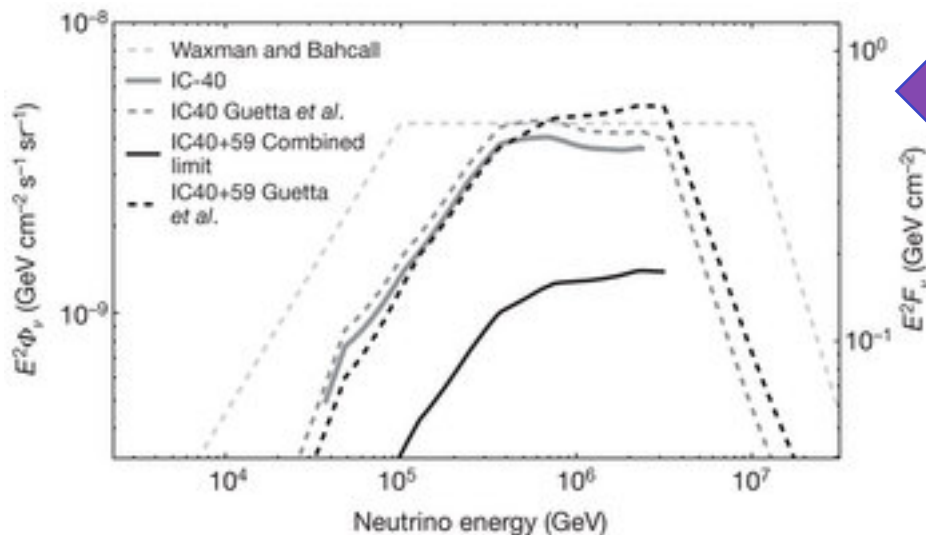 10⁻⁸
10⁻⁹
E²Φᵥ (GeV cm⁻² s⁻¹ sr⁻¹)
Waxman and Bahcall
IC-40
IC40 Guetta et al.
IC40+59 Combined
limit
IC40+59 Guetta
et al.
10⁰
10⁻¹
E²Fᵥ (GeV cm⁻²)
10⁴ 10⁵ 10⁶ 10⁷
Neutrino energy (GeV)